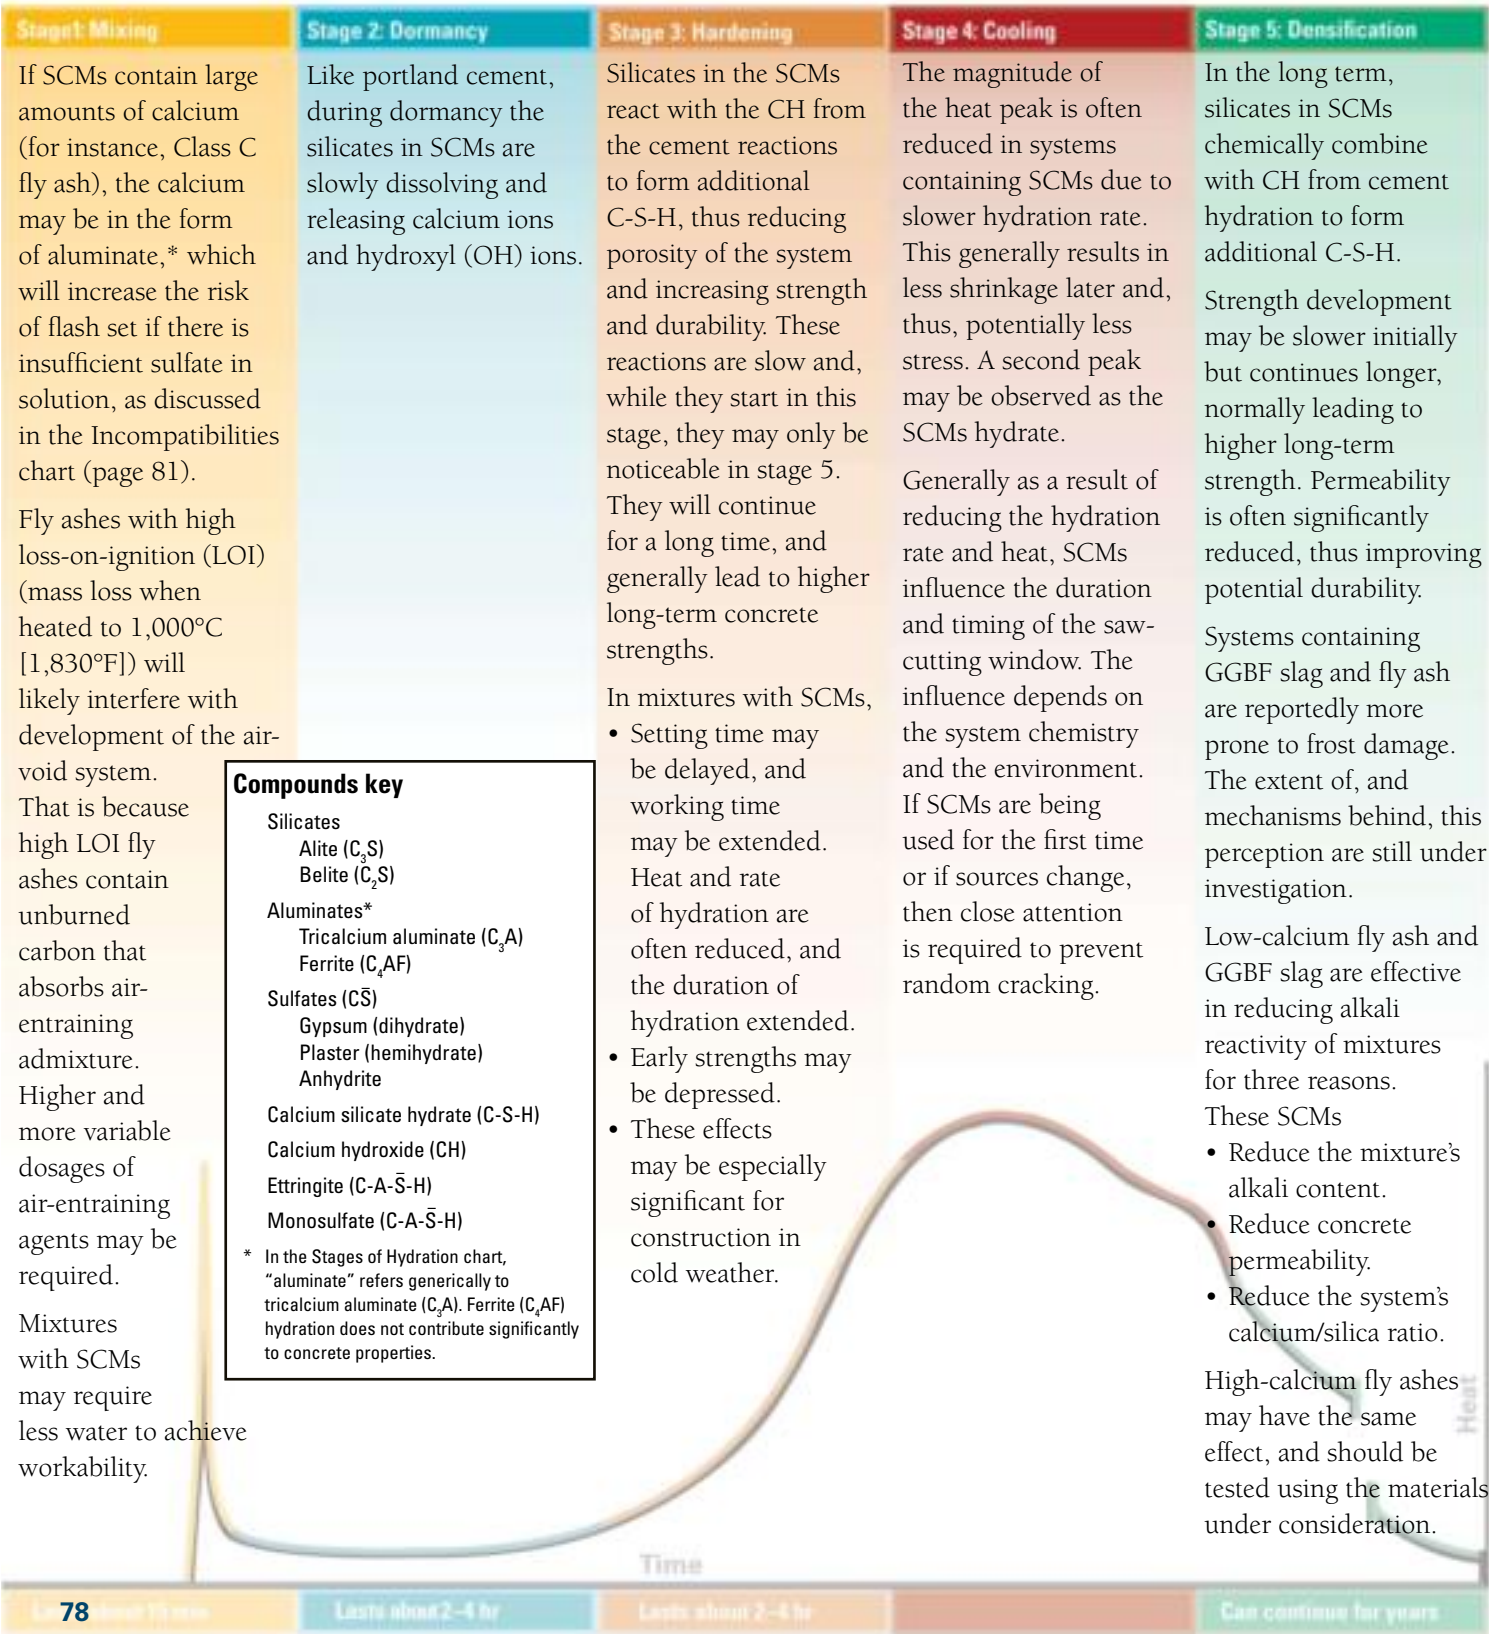 Stage1: Mixing
If SCMs contain large
amounts of calcium
(for instance, Class C
fly ash), the calcium
may be in the form
of aluminate,* which
will increase the risk
of flash set if there is
insufficient sulfate in
solution, as discussed
in the Incompatibilities
chart (page 81).
Fly ashes with high
loss-on-ignition (LOI)
(mass loss when
heated to 1,000°C
[1,830°F]) will
likely interfere with
development of the air-
void system.
That is because
high LOI fly
ashes contain
unburned
carbon that
absorbs air-
entraining
admixture.
Higher and
more variable
dosages of
air-entraining
agents may be
required.
Mixtures
with SCMs
may require
less water to achieve
workability.
Stage 2: Dormancy
Like portland cement,
during dormancy the
silicates in SCMs are
slowly dissolving and
releasing calcium ions
and hydroxyl (OH) ions.
Compounds key
Silicates
Alite (C₃S)
Belite (C₂S)
Aluminates*
Tricalcium aluminate (C₃A)
Ferrite (C₄AF)
Sulfates (CS̄)
Gypsum (dihydrate)
Plaster (hemihydrate)
Anhydrite
Calcium silicate hydrate (C-S-H)
Calcium hydroxide (CH)
Ettringite (C-A-S̄-H)
Monosulfate (C-A-S̄-H)
* In the Stages of Hydration chart,
“aluminate” refers generically to
tricalcium aluminate (C₃A). Ferrite (C₄AF)
hydration does not contribute significantly
to concrete properties.
Stage 3: Hardening
Silicates in the SCMs
react with the CH from
the cement reactions
to form additional
C-S-H, thus reducing
porosity of the system
and increasing strength
and durability. These
reactions are slow and,
while they start in this
stage, they may only be
noticeable in stage 5.
They will continue
for a long time, and
generally lead to higher
long-term concrete
strengths.
In mixtures with SCMs,
• Setting time may
be delayed, and
working time
may be extended.
Heat and rate
of hydration are
often reduced, and
the duration of
hydration extended.
• Early strengths may
be depressed.
• These effects
may be especially
significant for
construction in
cold weather.
Stage 4: Cooling
The magnitude of
the heat peak is often
reduced in systems
containing SCMs due to
slower hydration rate.
This generally results in
less shrinkage later and,
thus, potentially less
stress. A second peak
may be observed as the
SCMs hydrate.
Generally as a result of
reducing the hydration
rate and heat, SCMs
influence the duration
and timing of the saw-
cutting window. The
influence depends on
the system chemistry
and the environment.
If SCMs are being
used for the first time
or if sources change,
then close attention
is required to prevent
random cracking.
Stage 5: Densification
In the long term,
silicates in SCMs
chemically combine
with CH from cement
hydration to form
additional C-S-H.
Strength development
may be slower initially
but continues longer,
normally leading to
higher long-term
strength. Permeability
is often significantly
reduced, thus improving
potential durability.
Systems containing
GGBF slag and fly ash
are reportedly more
prone to frost damage.
The extent of, and
mechanisms behind, this
perception are still under
investigation.
Low-calcium fly ash and
GGBF slag are effective
in reducing alkali
reactivity of mixtures
for three reasons.
These SCMs
• Reduce the mixture’s
alkali content.
• Reduce concrete
permeability.
• Reduce the system’s
calcium/silica ratio.
High-calcium fly ashes
may have the same
effect, and should be
tested using the materials
under consideration.
Heat
Time
78
Lasts about 2–4 hr
Lasts about 2–4 hr
Can continue for years